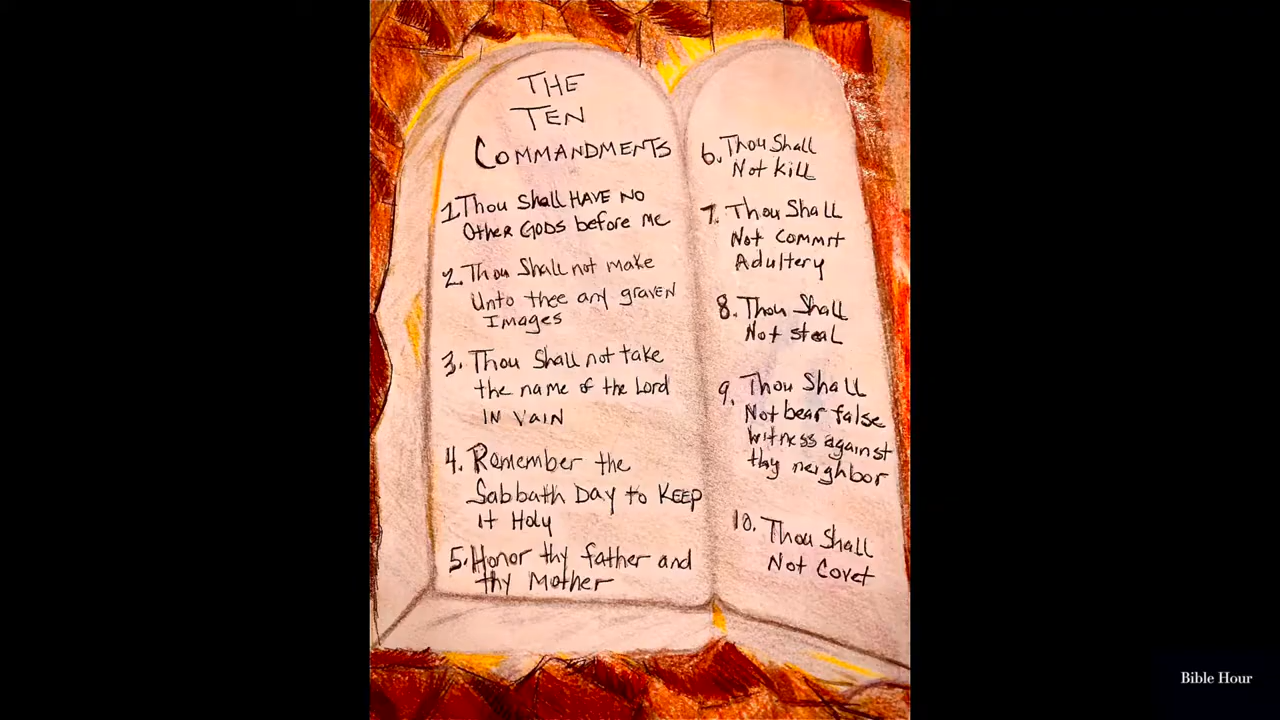 THE
TEN
COMMANDMENTS
1. Thou shall HAVE NO
Other GODS before me
2. Thou Shall not make
Unto thee any graven
Images
3. Thou Shall not take
the name of the Lord
IN VAIN
4. Remember the
Sabbath Day to KEEP
it Holy
5. Honor thy father and
thy Mother
6. Thou Shall
Not Kill
7. Thou Shall
Not Commit
Adultery
8. Thou Shall
Not steal
9. Thou Shall
Not bear false
Witness against
thy neighbor
10. Thou Shall
Not Covet
Bible Hour